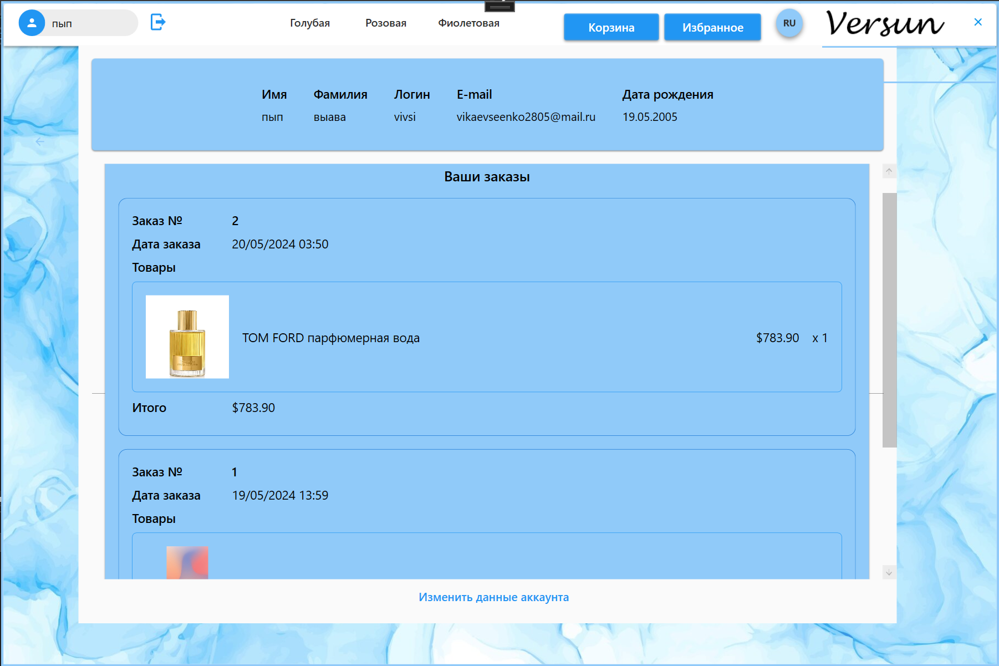 пып
Голубая
Розовая
Фиолетовая
Корзина
Избранное
RU
Versun
Имя Фамилия Логин E-mail Дата рождения
пып выава vivsi vikaevseenko2805@mail.ru 19.05.2005
Ваши заказы
Заказ № 2
Дата заказа 20/05/2024 03:50
Товары
TOM FORD парфюмерная вода $783.90 x 1
Итого $783.90
Заказ № 1
Дата заказа 19/05/2024 13:59
Товары
Изменить данные аккаунта